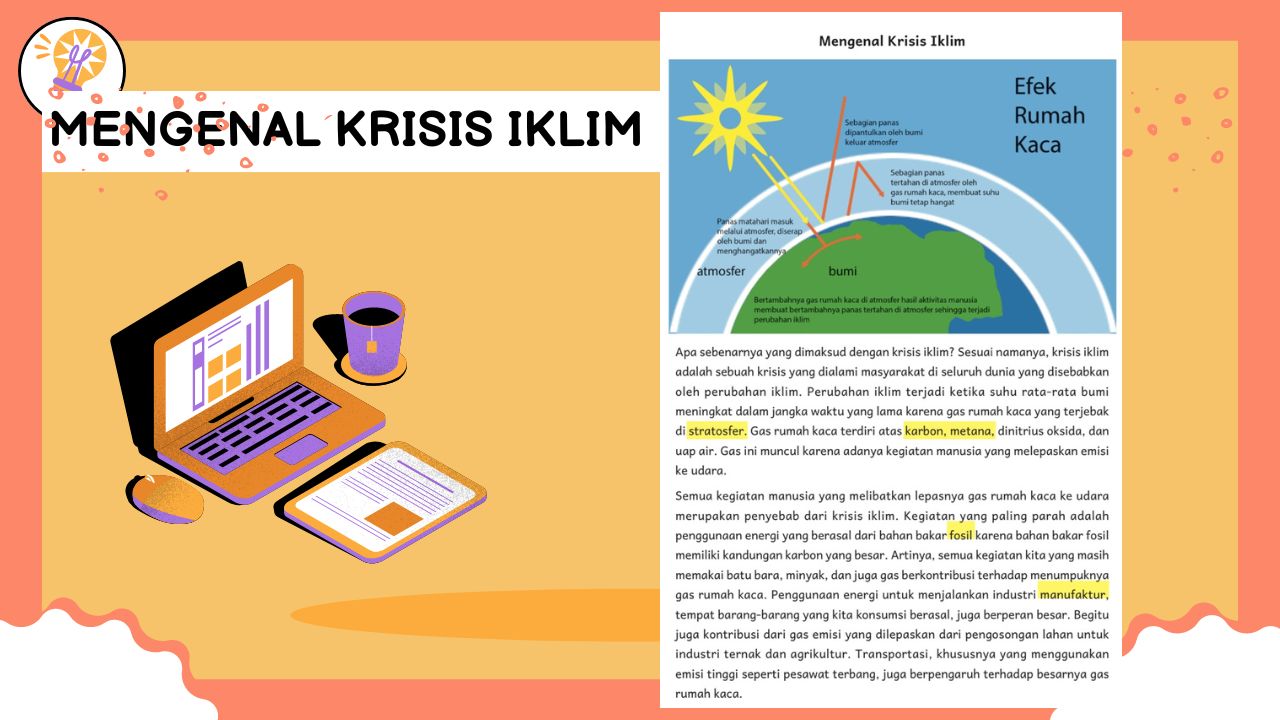 MENGENAL KRISIS IKLIM
Mengenal Krisis Iklim
Efek
Rumah
Kaca
Sebagian panas
dipantulkan oleh bumi
keluar atmosfer
Sebagian panas
tertahan di atmosfer oleh
gas rumah kaca, membuat suhu
bumi tetap hangat
Panas matahari masuk
melalui atmosfer, diserap
oleh bumi dan
menghangatkannya
atmosfer
bumi
Bertambahnya gas rumah kaca di atmosfer hasil aktivitas manusia
membuat bertambahnya panas tertahan di atmosfer sehingga terjadi
perubahan iklim
Apa sebenarnya yang dimaksud dengan krisis iklim? Sesuai namanya, krisis iklim
adalah sebuah krisis yang dialami masyarakat di seluruh dunia yang disebabkan
oleh perubahan iklim. Perubahan iklim terjadi ketika suhu rata-rata bumi
meningkat dalam jangka waktu yang lama karena gas rumah kaca yang terjebak
di stratosfer. Gas rumah kaca terdiri atas karbon, metana, dinitrius oksida, dan
uap air. Gas ini muncul karena adanya kegiatan manusia yang melepaskan emisi
ke udara.
Semua kegiatan manusia yang melibatkan lepasnya gas rumah kaca ke udara
merupakan penyebab dari krisis iklim. Kegiatan yang paling parah adalah
penggunaan energi yang berasal dari bahan bakar fosil karena bahan bakar fosil
memiliki kandungan karbon yang besar. Artinya, semua kegiatan kita yang masih
memakai batu bara, minyak, dan juga gas berkontribusi terhadap menumpuknya
gas rumah kaca. Penggunaan energi untuk menjalankan industri manufaktur,
tempat barang-barang yang kita konsumsi berasal, juga berperan besar. Begitu
juga kontribusi dari gas emisi yang dilepaskan dari pengosongan lahan untuk
industri ternak dan agrikultur. Transportasi, khususnya yang menggunakan
emisi tinggi seperti pesawat terbang, juga berpengaruh terhadap besarnya gas
rumah kaca.